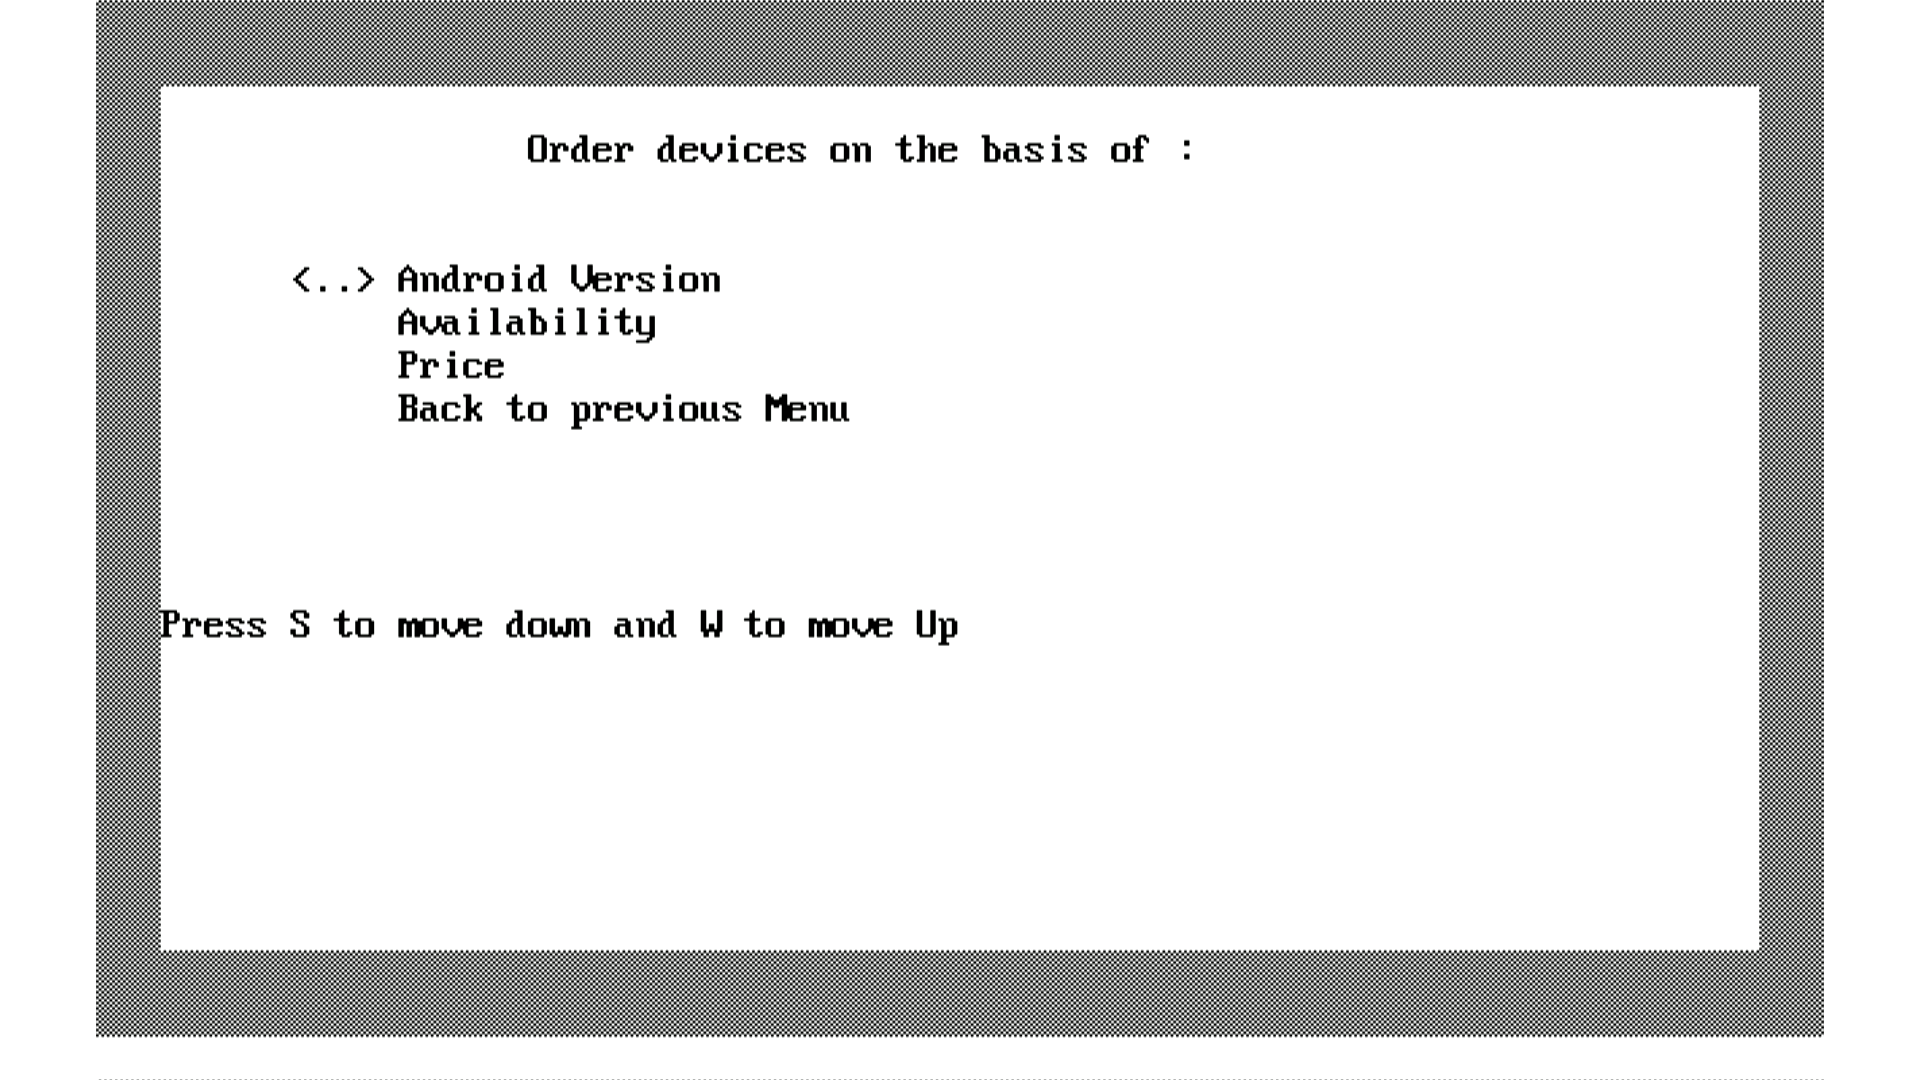 Order devices on the basis of :
<..> Android Version
Availability
Price
Back to previous Menu
Press S to move down and W to move Up